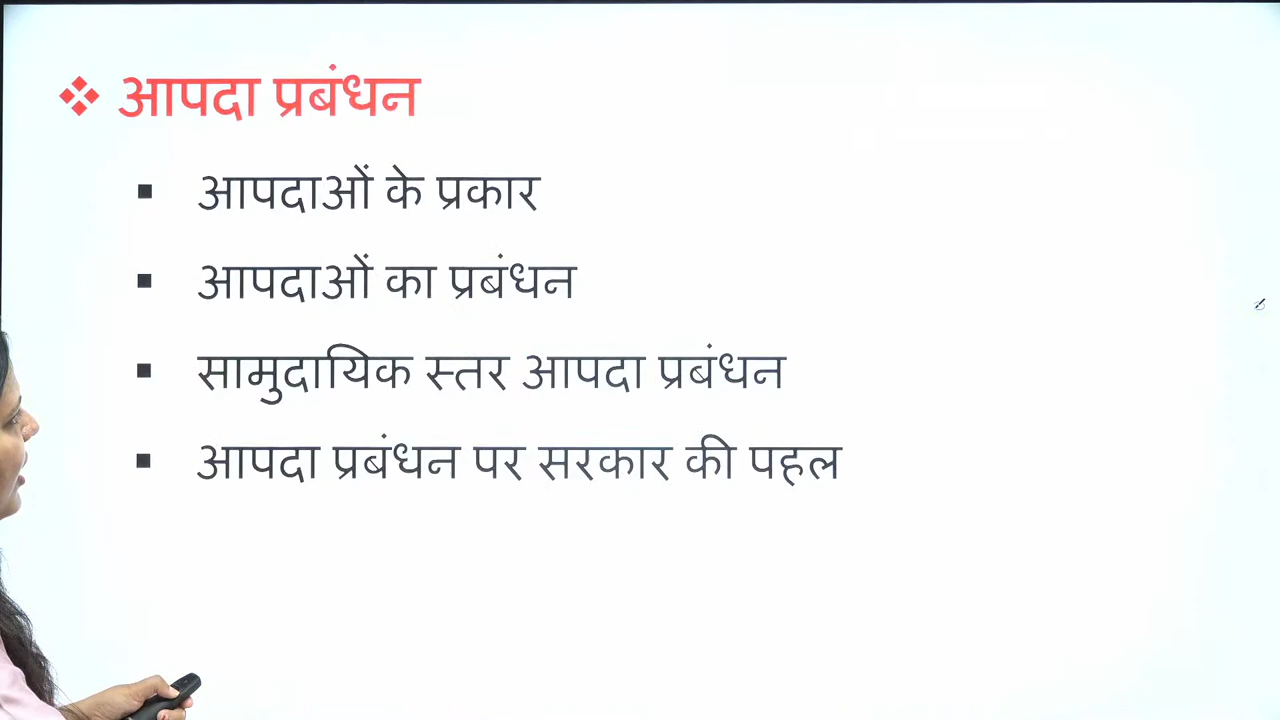 आपदा प्रबंधन
आपदाओं के प्रकार
आपदाओं का प्रबंधन
सामुदायिक स्तर आपदा प्रबंधन
आपदा प्रबंधन पर सरकार की पहल